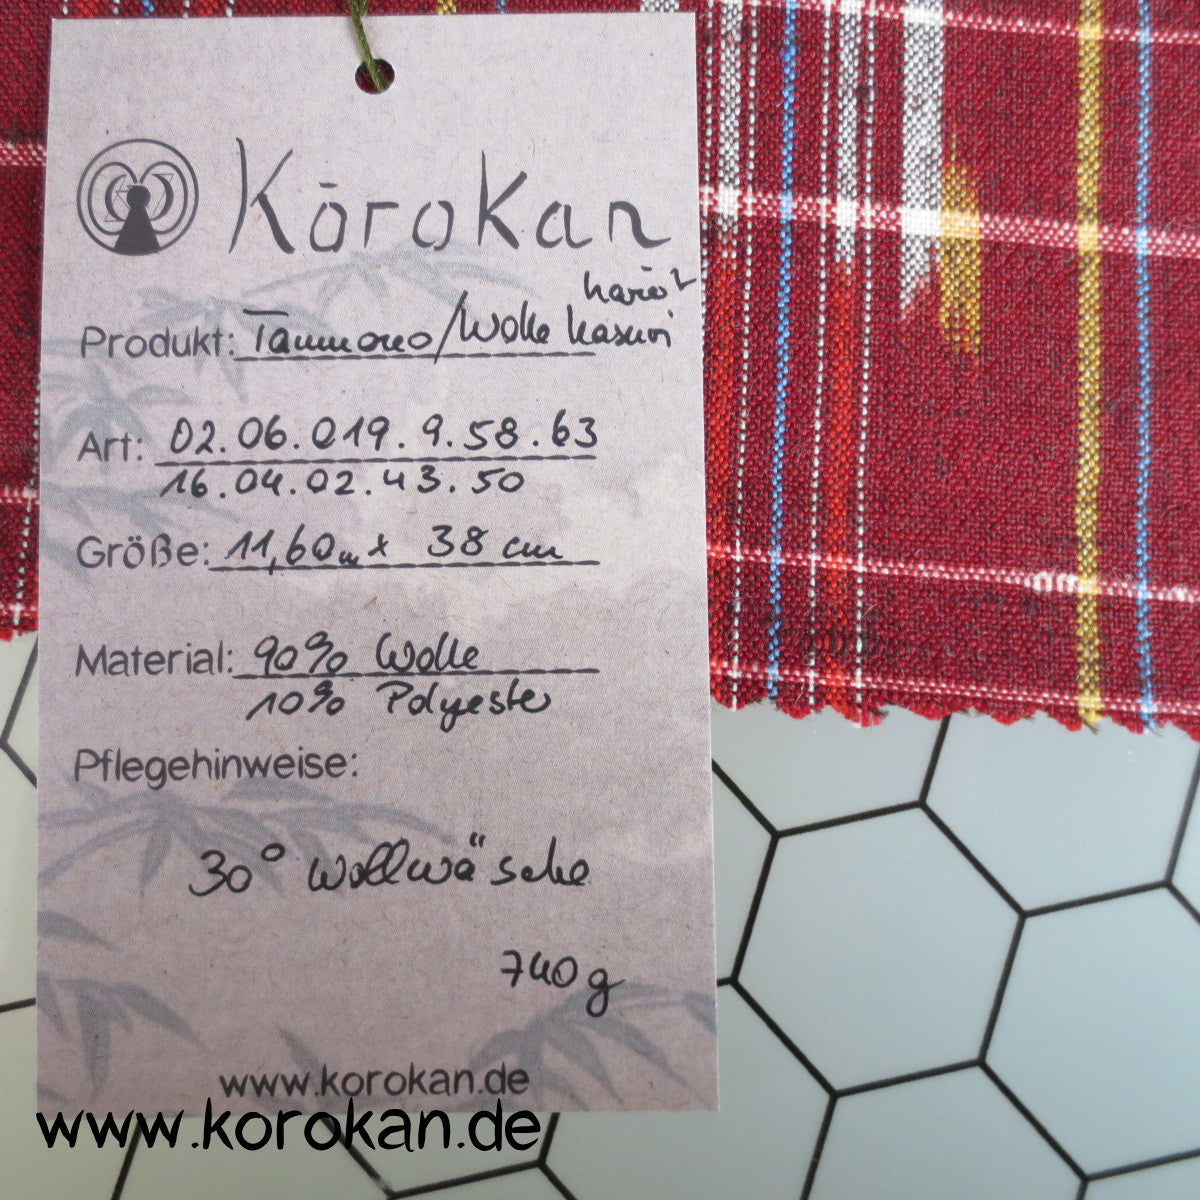 Kōrokan
Produkt: Tanmono/Wolle kasuri
Art: 02.06.019.9.58.63
16.04.02.43.50
Größe: 11,60m x 38 cm
Material: 90% Wolle
10% Polyester
Pflegehinweise:
30° Wollwäsche
740g
www.korokan.de
www.korokan.de